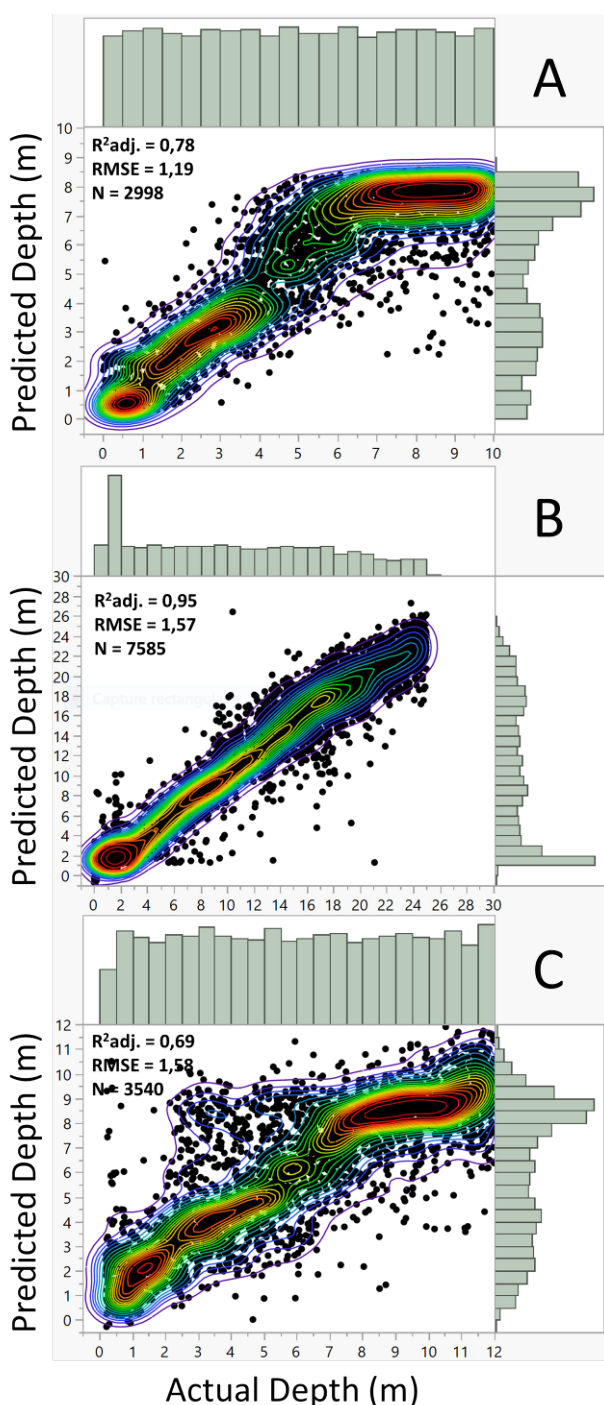 A
Predicted Depth (m)
10
9
8
7
6
5
4
3
2
1
0
R²adj. = 0,78
RMSE = 1,19
N = 2998
0 1 2 3 4 5 6 7 8 9 10
B
Predicted Depth (m)
30
28
26
24
22
20
18
16
14
12
10
8
6
4
2
0
R²adj. = 0,95
RMSE = 1,57
N = 7585
Capture rectangul
0 2 4 6 8 10 12 14 16 18 20 22 24 26 28 30
C
Predicted Depth (m)
12
11
10
9
8
7
6
5
4
3
2
1
0
R²adj. = 0,69
RMSE = 1,58
N = 3540
0 1 2 3 4 5 6 7 8 9 10 11 12
Actual Depth (m)